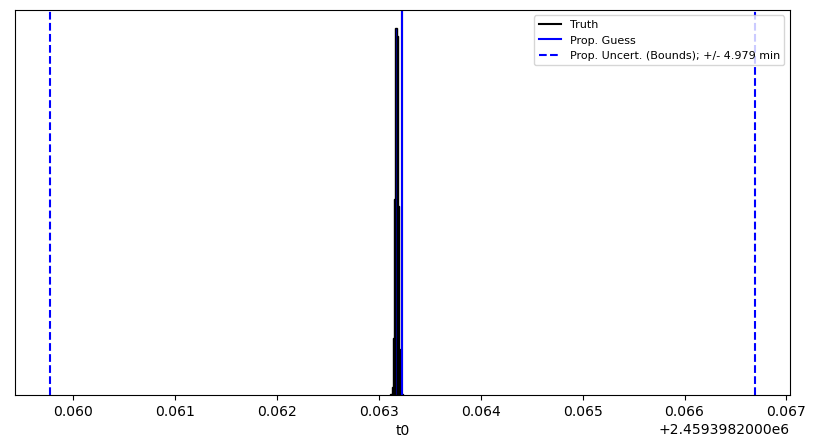 Truth
Prop. Guess
Prop. Uncert. (Bounds); +/- 4.979 min
0.060 0.061 0.062 0.063 0.064 0.065 0.066 0.067
t0
+2.4593982000e6